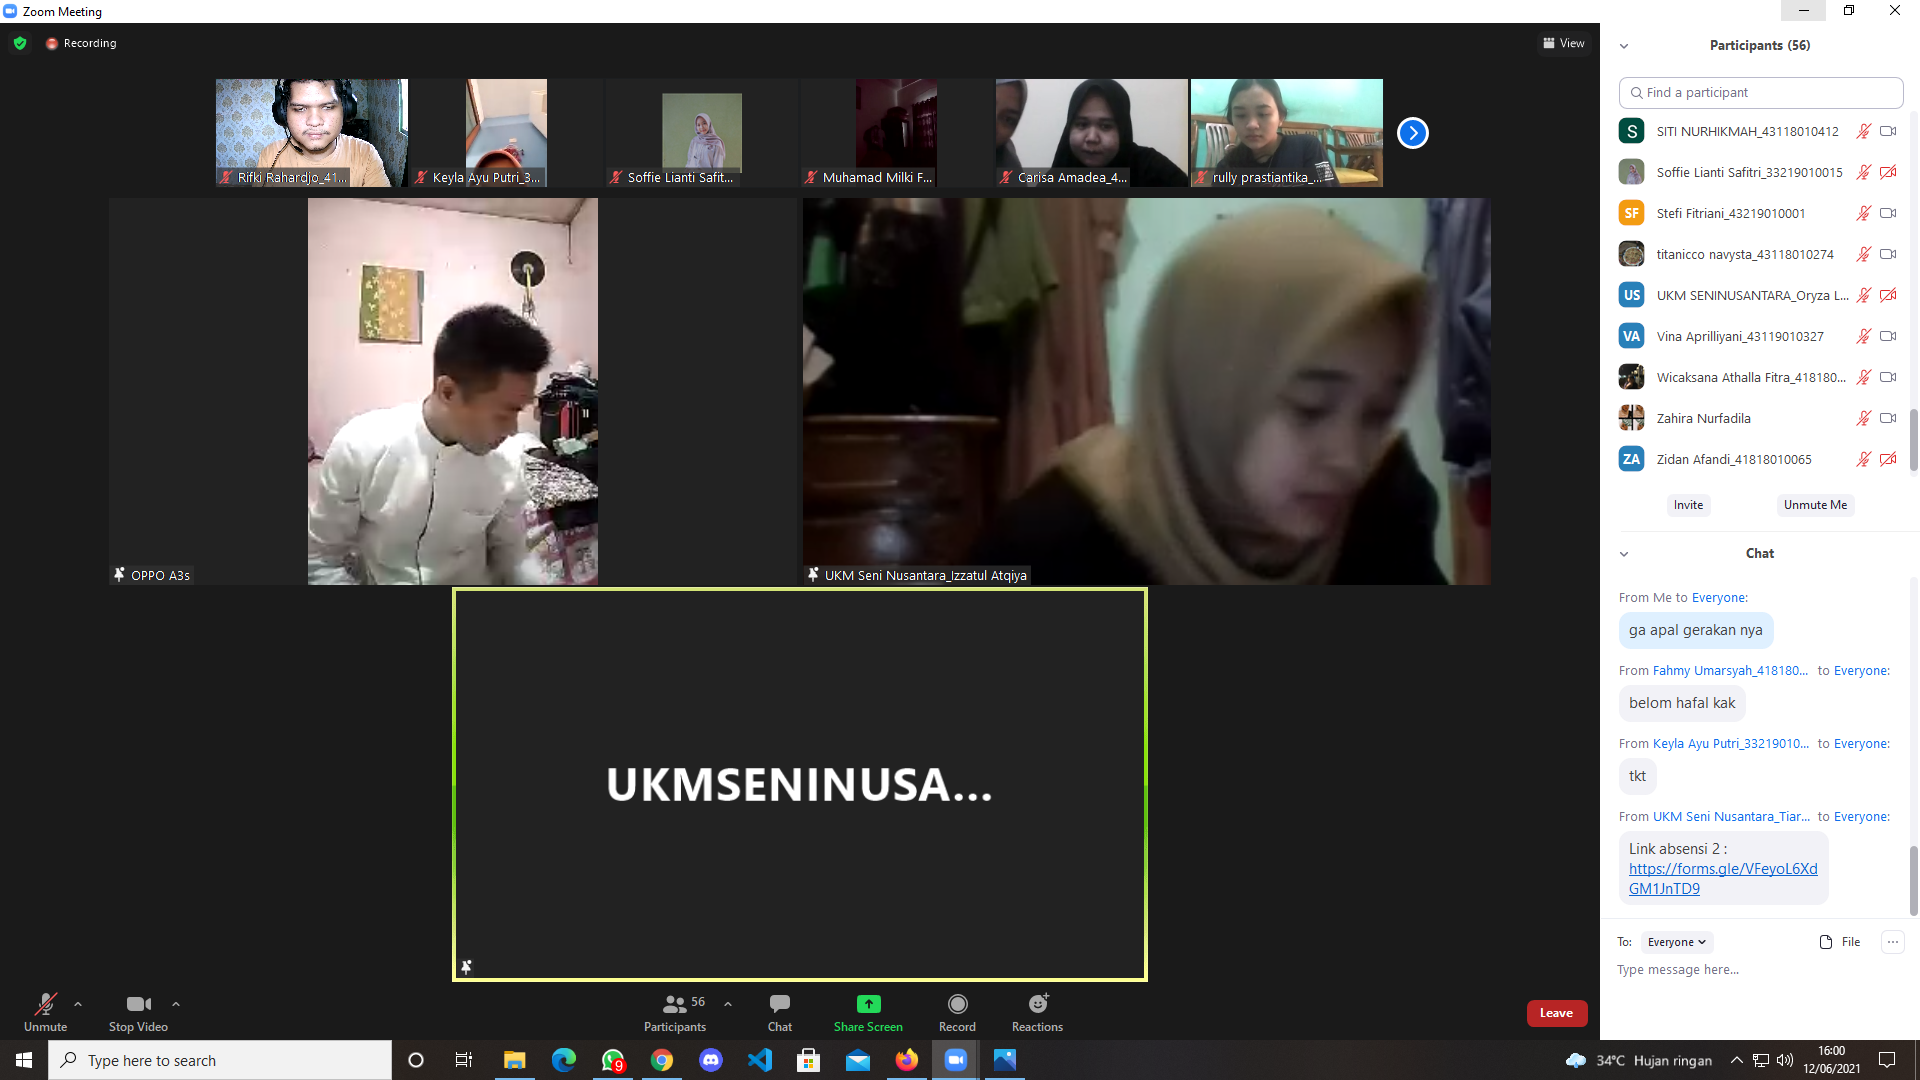 Zoom Meeting
Recording
View
Rifki Rahardjo_41...
Keyla Ayu Putri_3...
Soffie Lianti Safit...
Muhamad Milki F...
Carisa Amadea_4...
rully prastiantika_...
OPPO A3s
UKM Seni Nusantara_Izzatul Atqiya
UKMSENINUSA...
Participants (56)
Find a participant
S SITI NURHIKMAH_43118010412
Soffie Lianti Safitri_33219010015
SF Stefi Fitriani_43219010001
titanicco navysta_43118010274
US UKM SENINUSANTARA_Oryza L...
VA Vina Aprilliyani_43119010327
Wicaksana Athalla Fitra_418180...
Zahira Nurfadila
ZA Zidan Afandi_41818010065
Invite
Unmute Me
Chat
From Me to Everyone:
ga apal gerakan nya
From Fahmy Umarsyah_418180... to Everyone:
belom hafal kak
From Keyla Ayu Putri_33219010... to Everyone:
tkt
From UKM Seni Nusantara_Tiar... to Everyone:
Link absensi 2 :
https://forms.gle/VFeyoL6Xd
GM1JnTD9
To: Everyone
File
Type message here...
Unmute
Stop Video
56
Participants
Chat
Share Screen
Record
Reactions
Leave
Type here to search
9
34°C Hujan ringan
16:00
12/06/2021